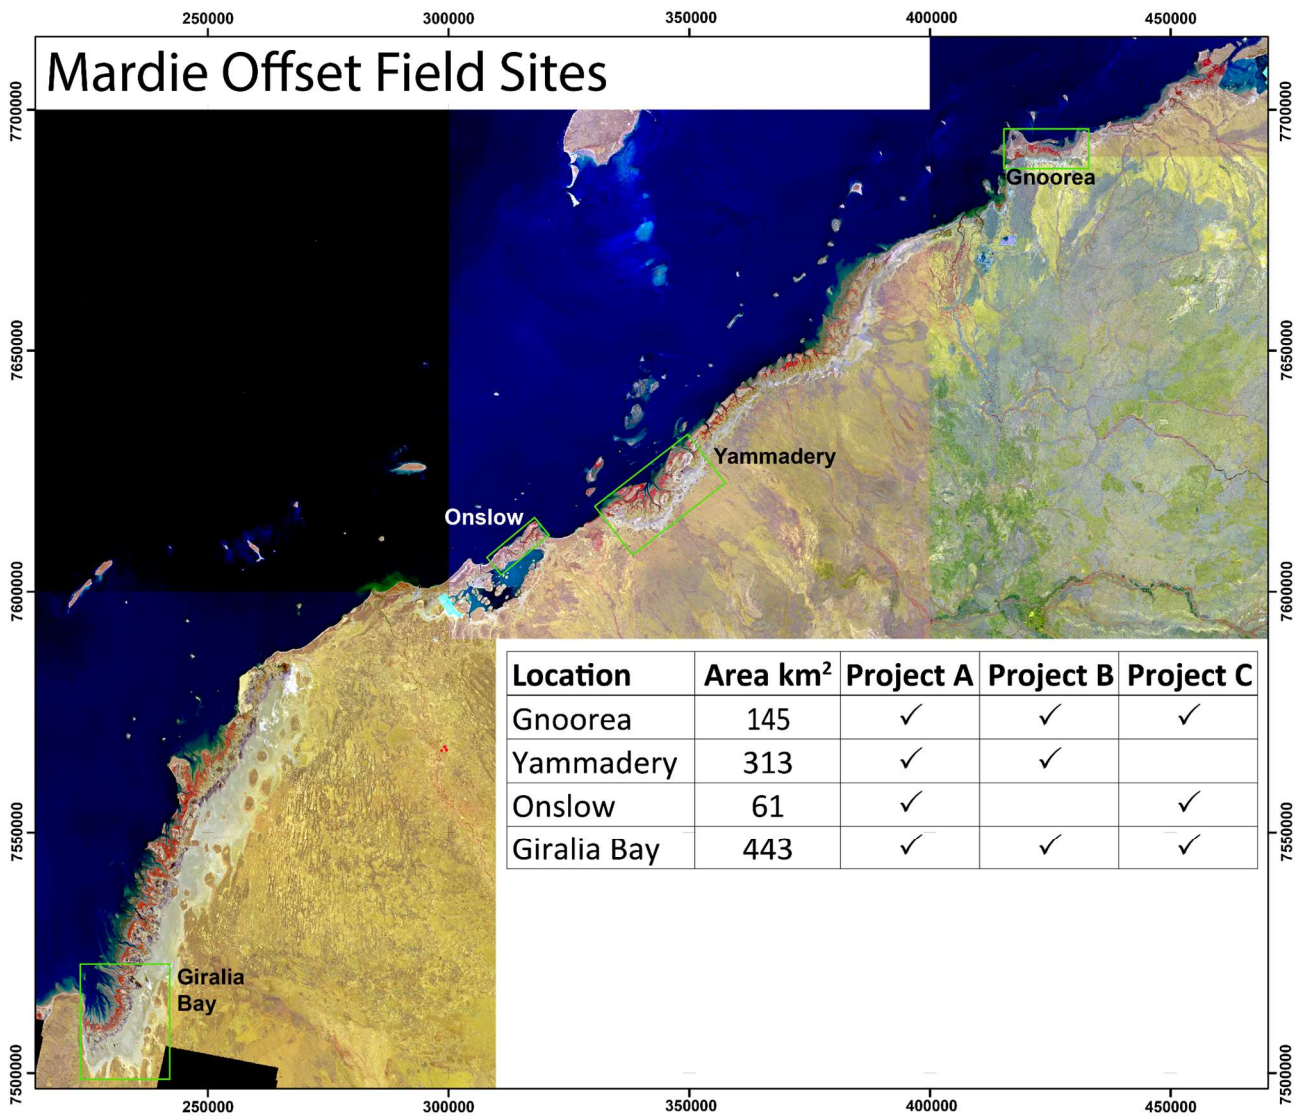 250000 300000 350000 400000 450000
Mardie Offset Field Sites
7700000 7700000
Gnoorea
7650000 7650000
Yammadery
Onslow
7600000 7600000
Location Area km² Project A Project B Project C
Gnoorea 145 ✓ ✓ ✓
Yammadery 313 ✓ ✓
Onslow 61 ✓ ✓
Giralia Bay 443 ✓ ✓ ✓
7550000 7550000
Giralia
Bay
7500000 7500000
250000 300000 350000 400000 450000